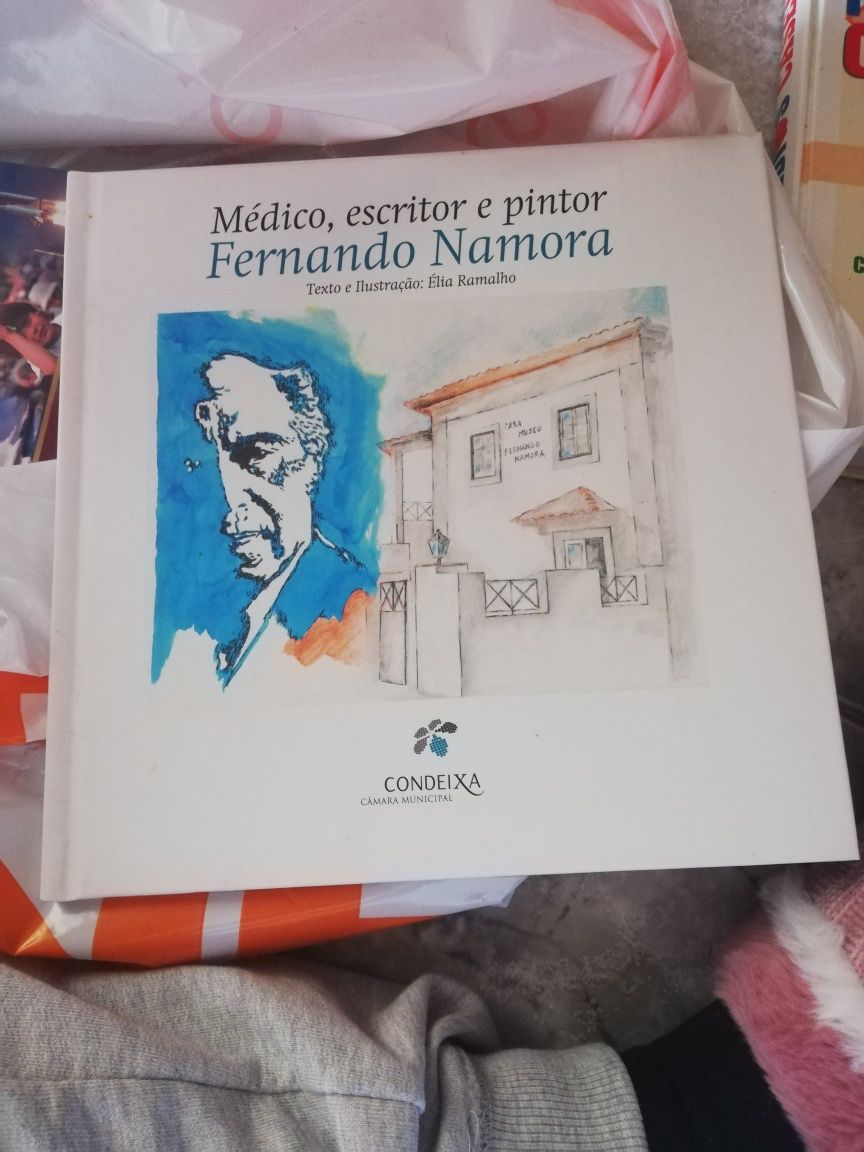 Médico, escritor e pintor
Fernando Namora
Texto e Ilustração: Élia Ramalho
CASA
MUSEU
FERNANDO
NAMORA
CONDEIXA
CÂMARA MUNICIPAL